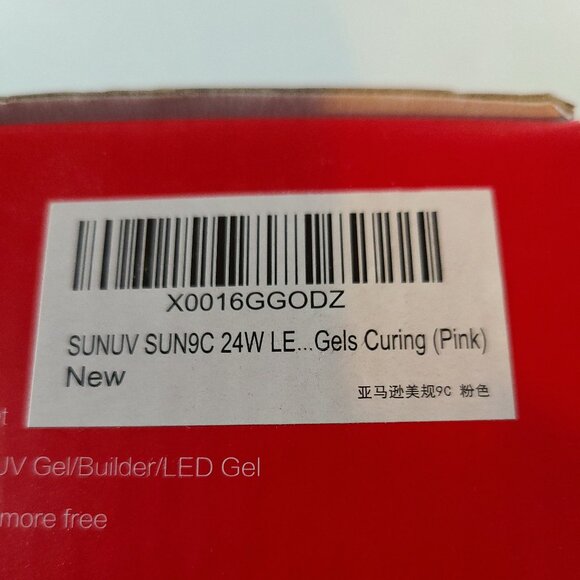 X0016GGODZ
SUNUV SUN9C 24W LE...Gels Curing (Pink)
New
亚马逊美规9C 粉色
UV Gel/Builder/LED Gel
more free